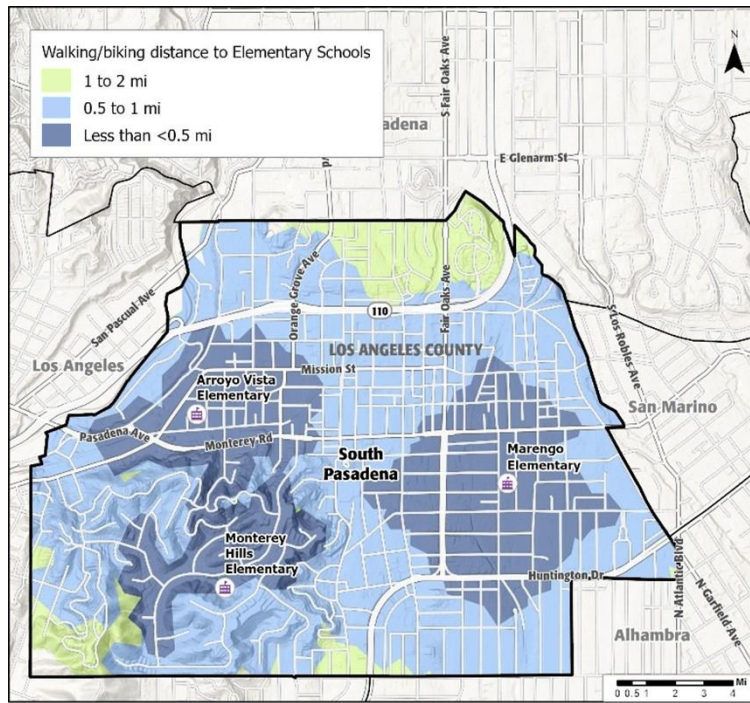 Walking/biking distance to Elementary Schools
1 to 2 mi
0.5 to 1 mi
Less than <0.5 mi
N
S Fair Oaks Ave
adena
E Glenarm St
San Pascual Ave
Orange Grove Ave
Fair Oaks Ave
110
S Los Robles Ave
Los Angeles
LOS ANGELES COUNTY
Mission St
Arroyo Vista
Elementary
San Marino
Pasadena Ave
Monterey Rd
South
Pasadena
Marengo
Elementary
Monterey
Hills
Elementary
Huntington Dr
N Atlantic Blvd
N Garfield Ave
Alhambra
Mi
0 0.5 1 2 3 4